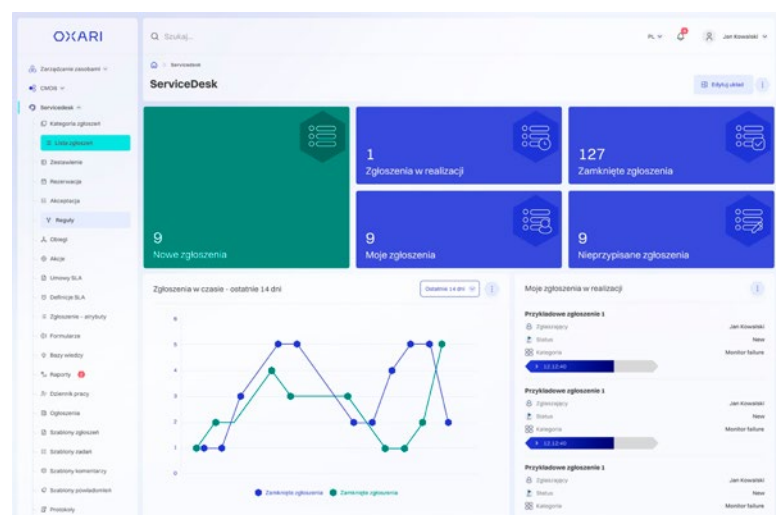 OXARI
Szukaj...
PL
Jan Kowalski
Zarządzanie zasobami
CMDB
Servicedesk
Kategoria zgłoszeń
Lista zgłoszeń
Zestawienie
Rezerwacje
Akceptacja
Reguły
Obiegi
Akcje
Umowy SLA
Definicje SLA
Zgłoszenie - atrybuty
Formularze
Bazy wiedzy
Raporty
Dziennik pracy
Ogłoszenia
Szablony zgłoszeń
Szablony zadań
Szablony komentarzy
Szablony powiadomień
Protokoły
Servicedesk
ServiceDesk
Edytuj układ
9
Nowe zgłoszenia
1
Zgłoszenia w realizacji
127
Zamknięte zgłoszenia
9
Moje zgłoszenia
9
Nieprzypisane zgłoszenia
Zgłoszenia w czasie - ostatnie 14 dni
Ostatnie 14 dni
6
5
4
3
2
1
0
Zamknięte zgłoszenia
Zamknięte zgłoszenia
Moje zgłoszenia w realizacji
Przykładowe zgłoszenie 1
Zgłaszający
Jan Kowalski
Status
New
Kategoria
Monitor failure
12:12:40
Przykładowe zgłoszenie 1
Zgłaszający
Jan Kowalski
Status
New
Kategoria
Monitor failure
12:12:40
Przykładowe zgłoszenie 1
Zgłaszający
Jan Kowalski
Status
New
Kategoria
Monitor failure